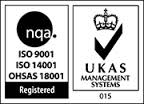 nqa.
ISO 9001
ISO 14001
OHSAS 18001
Registered
UKAS
MANAGEMENT
SYSTEMS
015